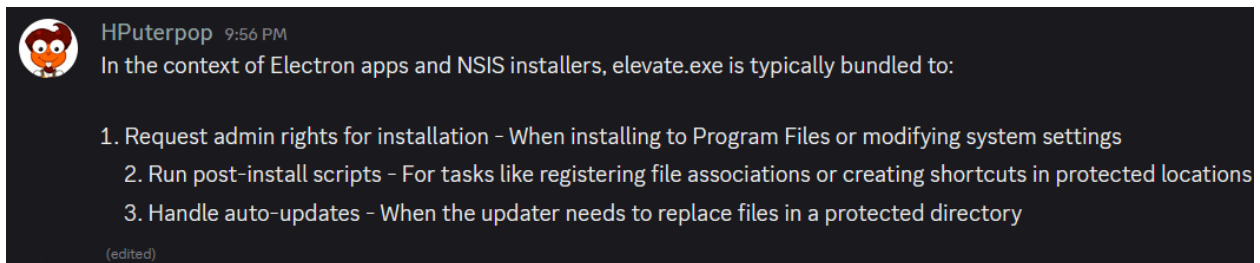 HPuterpop 9:56 PM
In the context of Electron apps and NSIS installers, elevate.exe is typically bundled to:
1. Request admin rights for installation - When installing to Program Files or modifying system settings
2. Run post-install scripts - For tasks like registering file associations or creating shortcuts in protected locations
3. Handle auto-updates - When the updater needs to replace files in a protected directory
(edited)